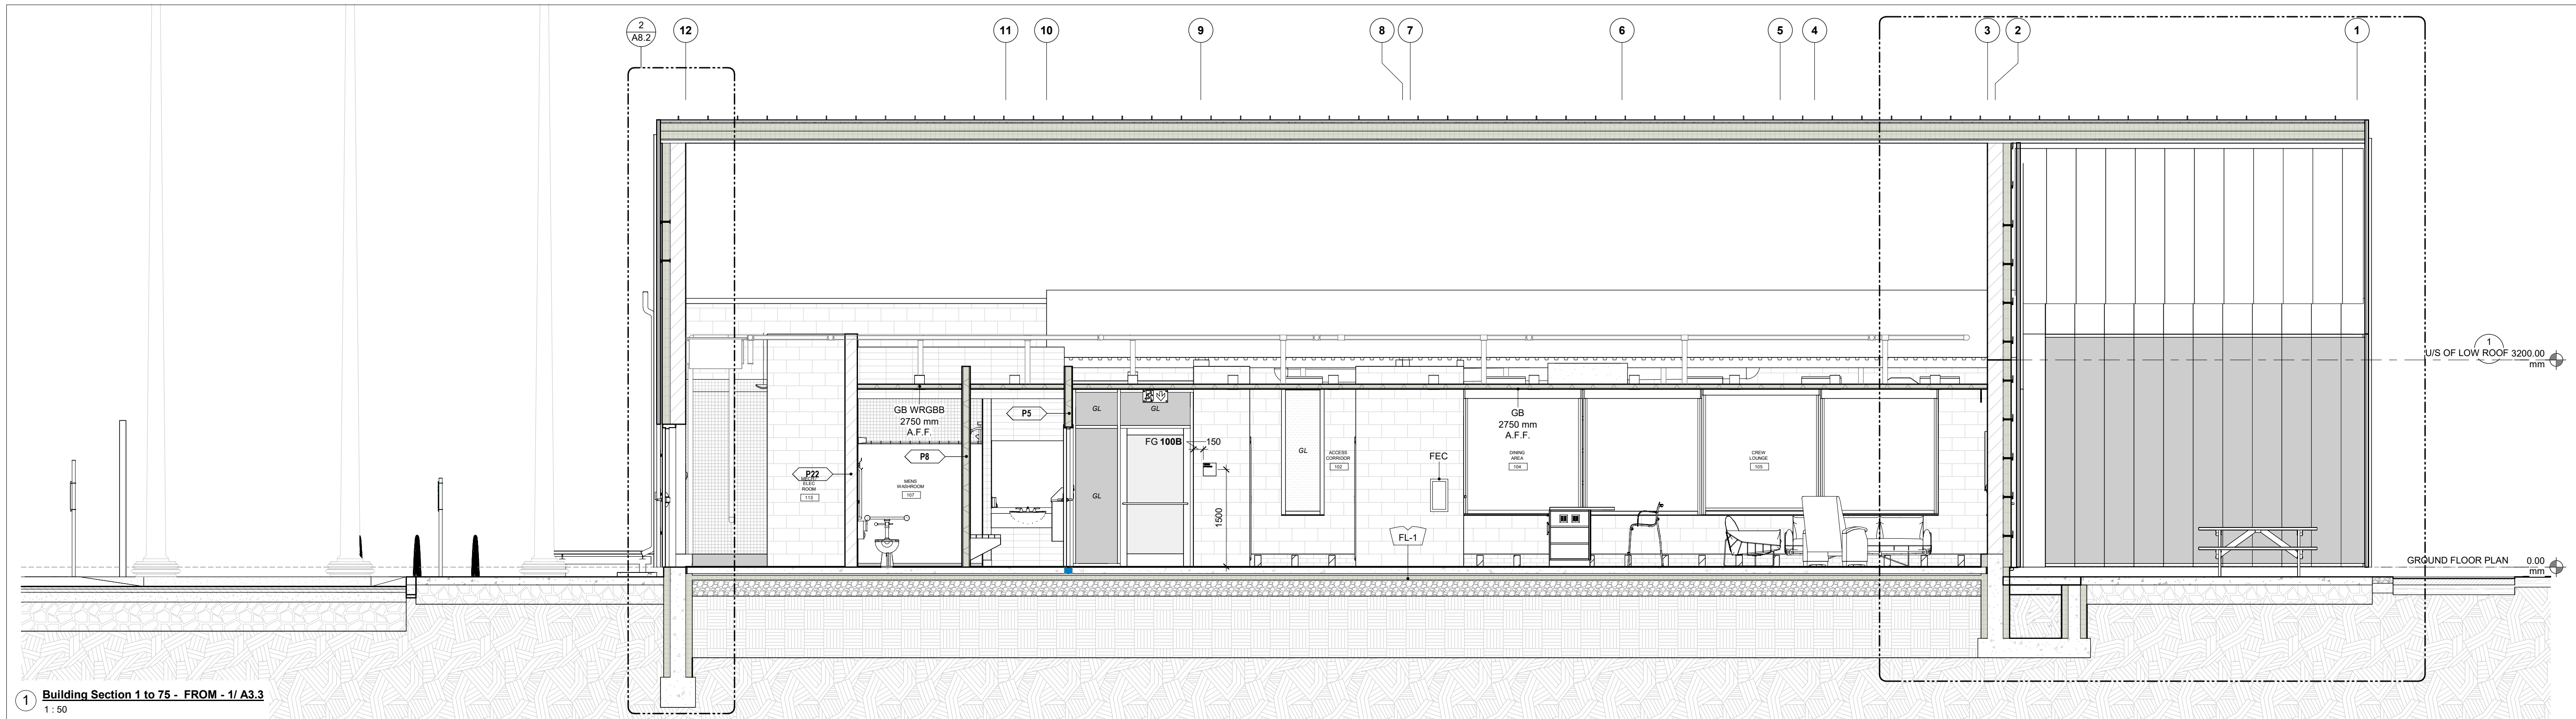 2
A8.2
12
11
10
9
8
7
6
5
4
3
2
1
1
U/S OF LOW ROOF 3200.00
mm
GB WRGBB
2750 mm
A.F.F.
P5
GL
GL
GB
2750 mm
A.F.F.
FG 100B
150
P8
GL
ACCESS
CORRIDOR
102
FEC
DINING
AREA
104
CREW
LOUNGE
105
P22
ELEC
ROOM
113
MENS
WASHROOM
107
GL
1500
FL-1
GROUND FLOOR PLAN 0.00
mm
1
Building Section 1 to 75 - FROM - 1/ A3.3
1 : 50